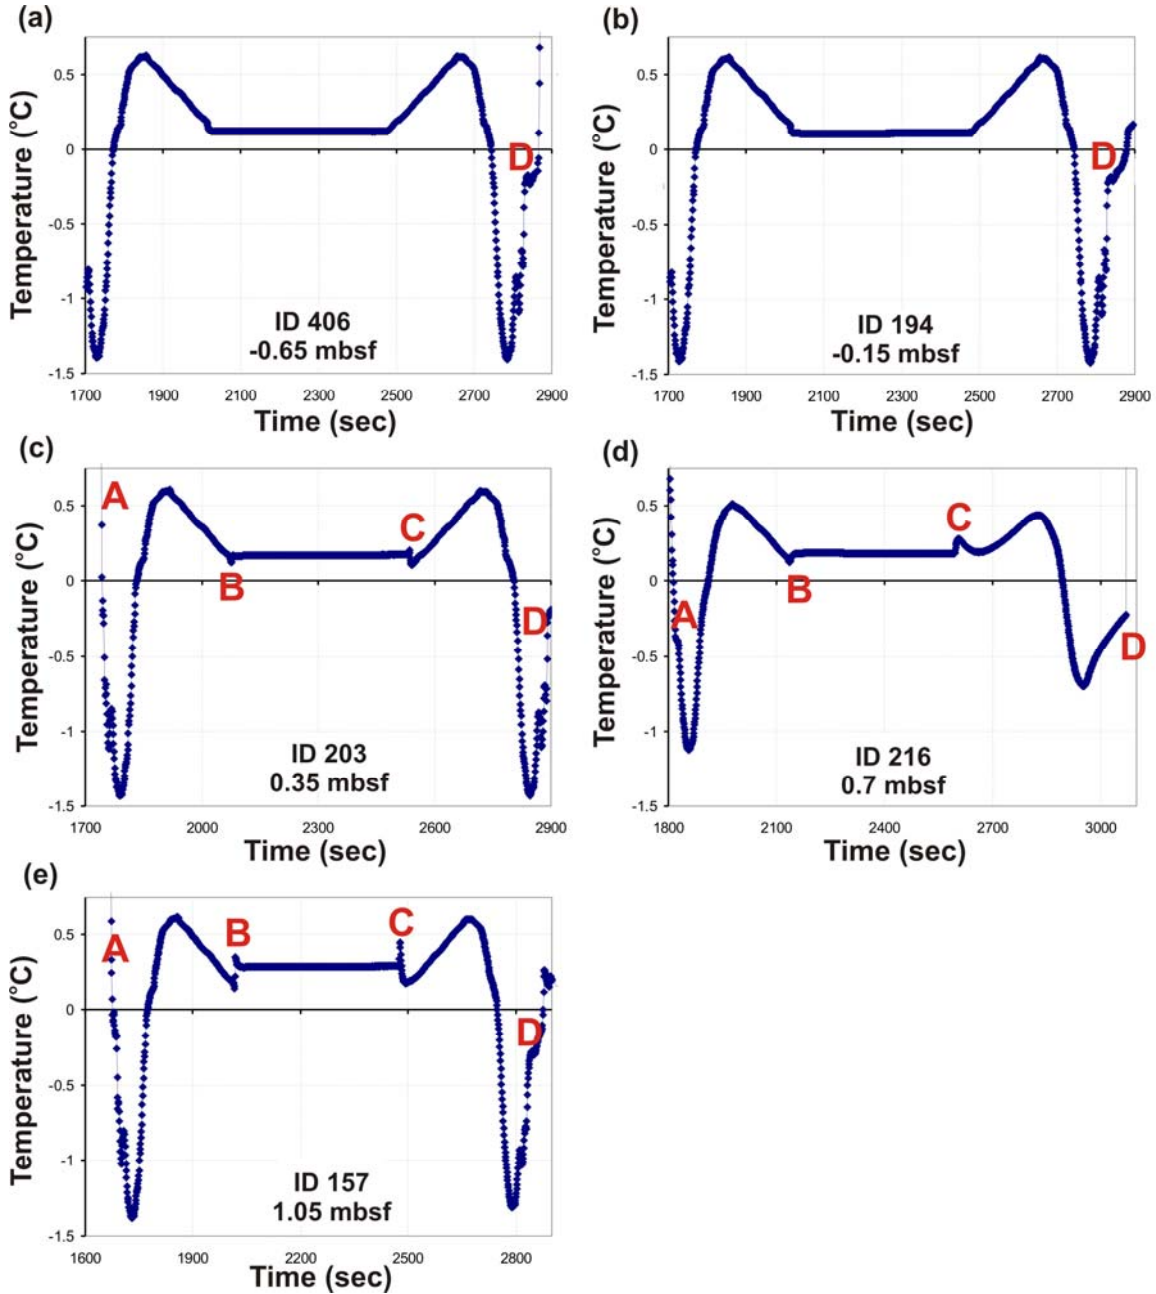 (a)
Temperature (°C)
0.5
0
-0.5
-1
-1.5
D
ID 406
-0.65 mbsf
1700 1900 2100 2300 2500 2700 2900
Time (sec)
(b)
Temperature (°C)
0.5
0
-0.5
-1
-1.5
D
ID 194
-0.15 mbsf
1700 1900 2100 2300 2500 2700 2900
Time (sec)
(c)
Temperature (°C)
0.5
0
-0.5
-1
-1.5
A
B
C
D
ID 203
0.35 mbsf
1700 2000 2300 2600 2900
Time (sec)
(d)
Temperature (°C)
0.5
0
-0.5
-1
-1.5
A
B
C
D
ID 216
0.7 mbsf
1800 2100 2400 2700 3000
Time (sec)
(e)
Temperature (°C)
0.5
0
-0.5
-1
-1.5
A
B
C
D
ID 157
1.05 mbsf
1600 1900 2200 2500 2800
Time (sec)